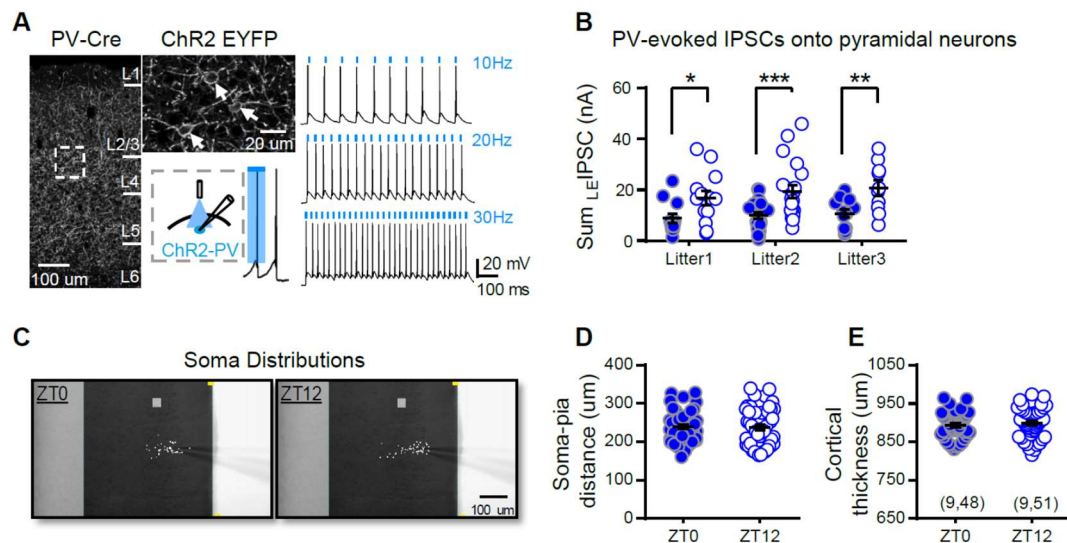 A
PV-Cre
ChR2 EYFP
L1
L2/3
L4
L5
L6
100 um
20 um
ChR2-PV
10Hz
20Hz
30Hz
20 mV
100 ms
B
PV-evoked IPSCs onto pyramidal neurons
Sum LEIPSC (nA)
60
40
20
0
* *** **
Litter1 Litter2 Litter3
C
Soma Distributions
ZT0
ZT12
100 um
D
Soma-pia
distance (um)
400
300
200
100
0
ZT0 ZT12
E
Cortical
thickness (um)
1050
950
850
750
650
(9,48) (9,51)
ZT0 ZT12